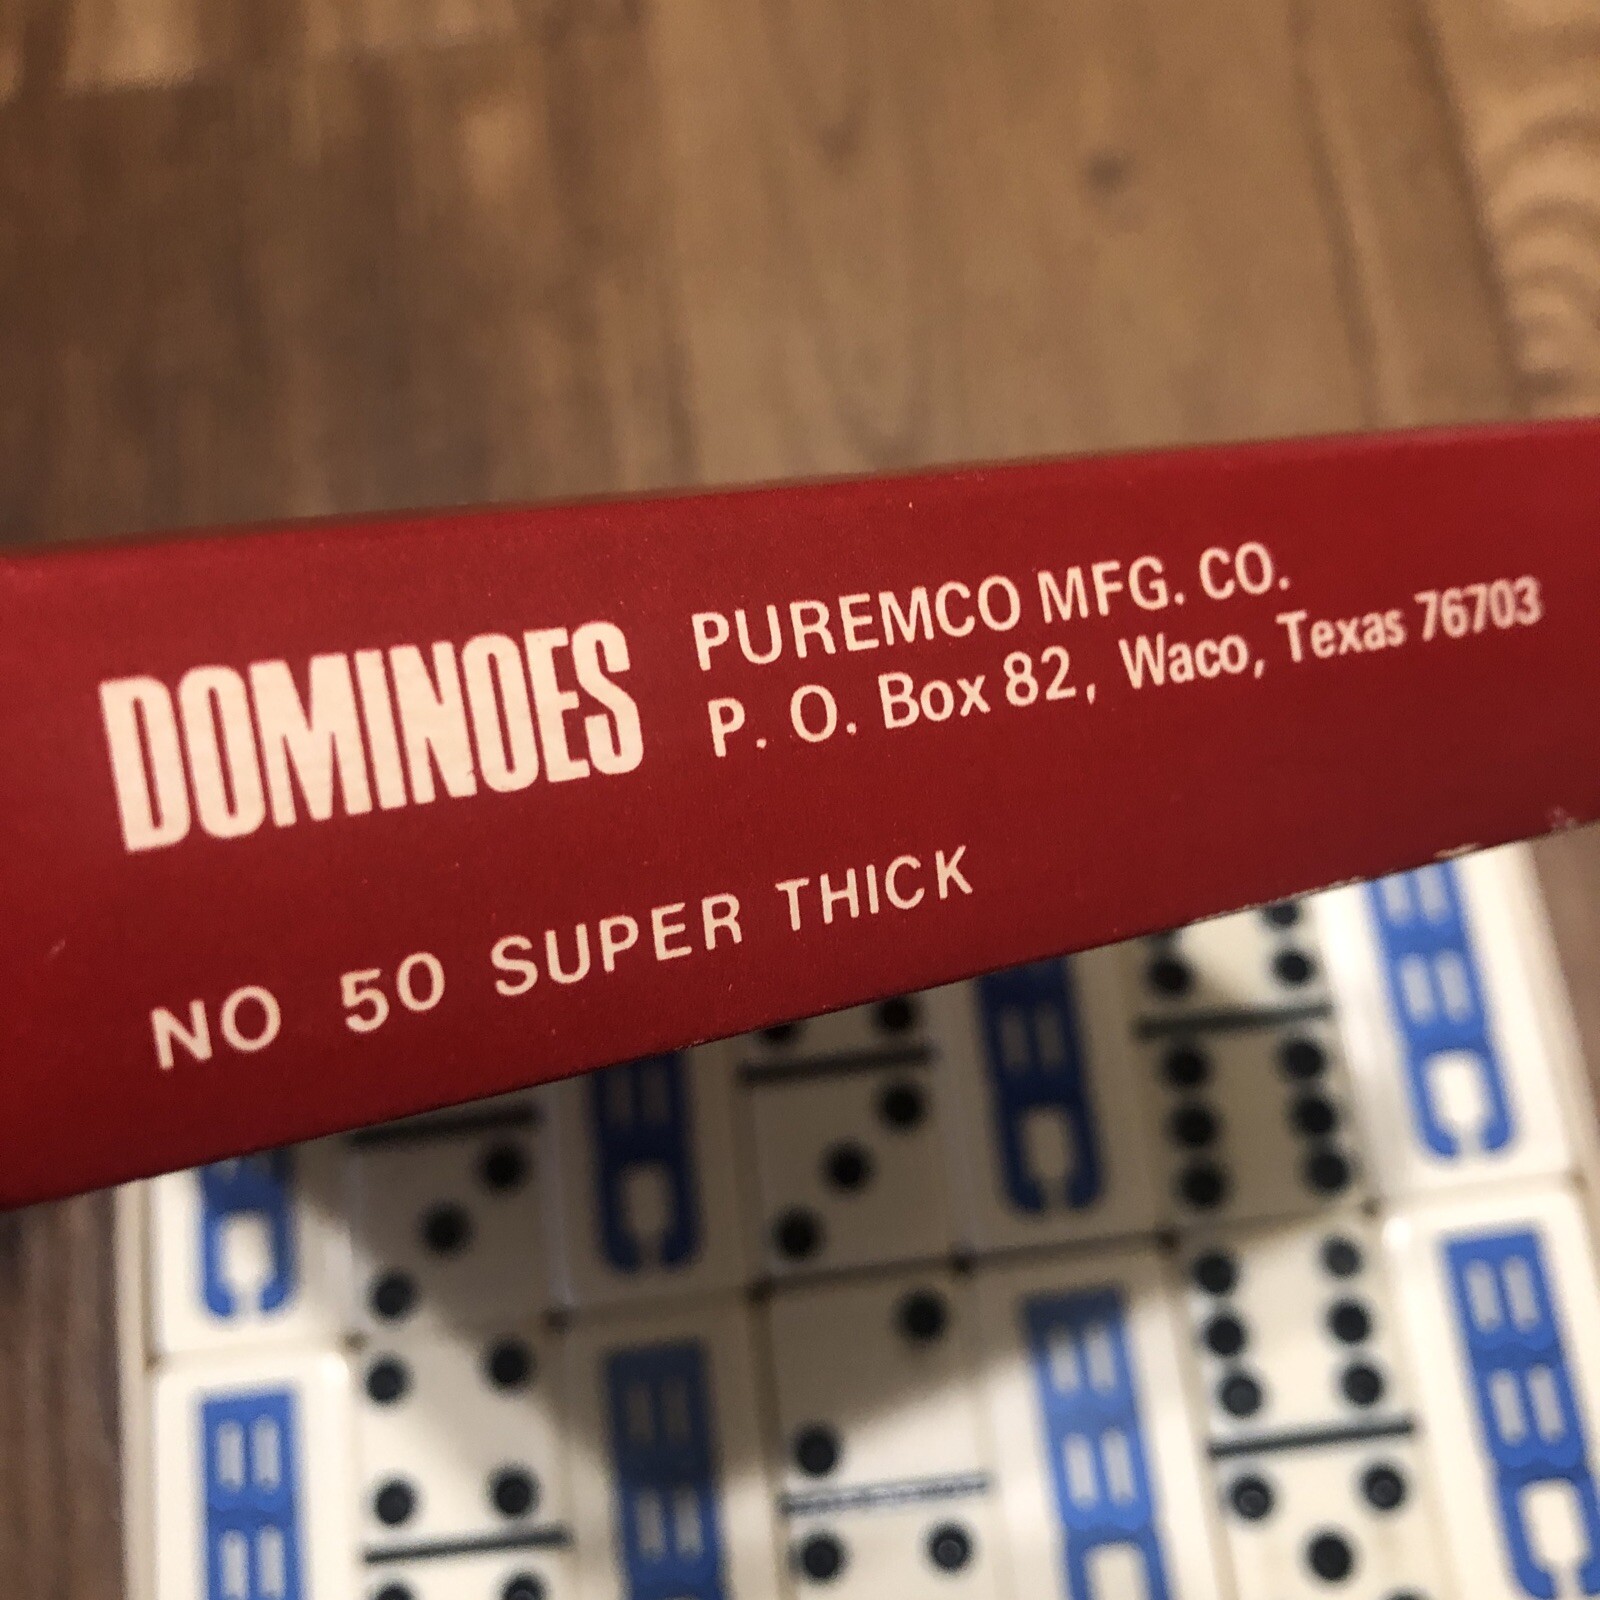 DOMINOES
PUREMCO MFG. CO.
P. O. Box 82, Waco, Texas 76703
NO 50 SUPER THICK